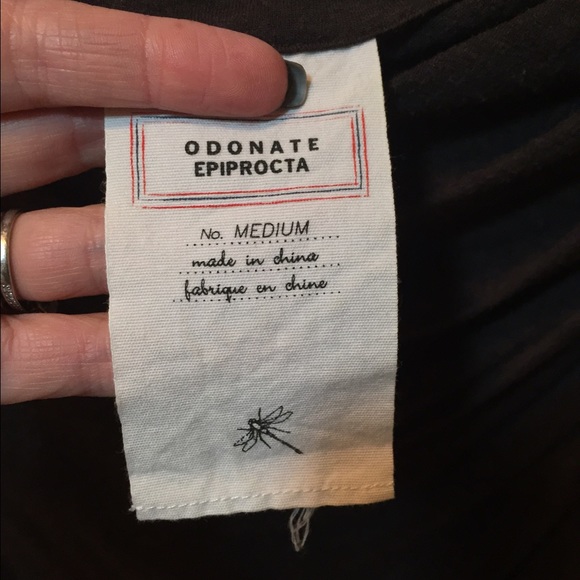 ODONATE
EPIPROCTA
No. MEDIUM
made in china
fabrique en chine